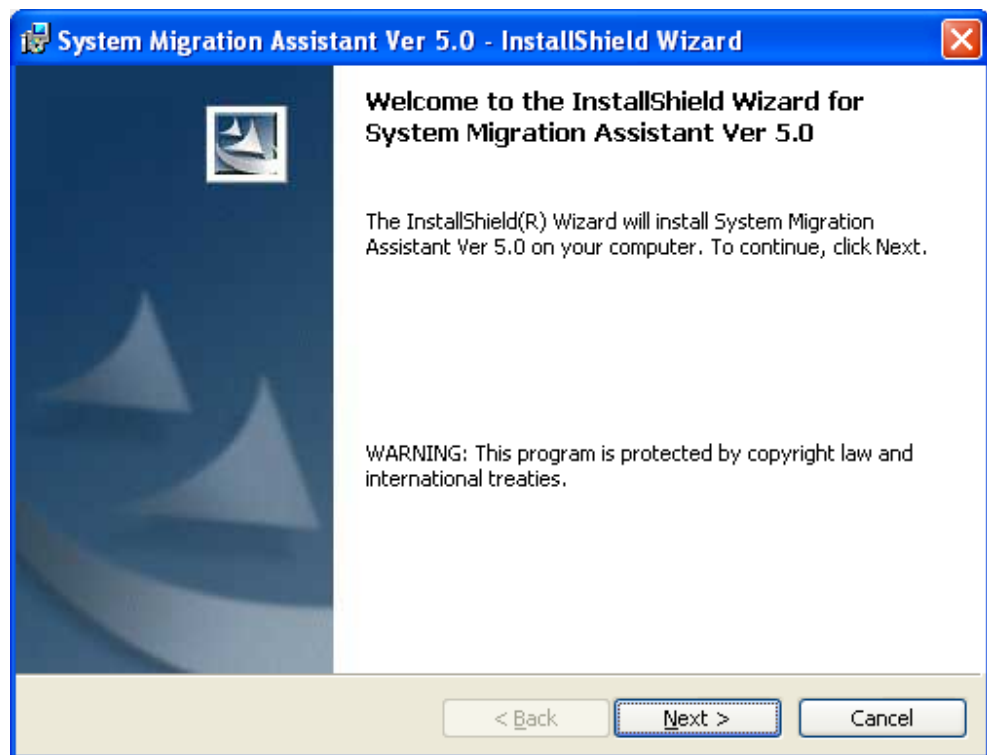 System Migration Assistant Ver 5.0 - InstallShield Wizard
Welcome to the InstallShield Wizard for
System Migration Assistant Ver 5.0
The InstallShield(R) Wizard will install System Migration
Assistant Ver 5.0 on your computer. To continue, click Next.
WARNING: This program is protected by copyright law and
international treaties.
< Back
Next >
Cancel